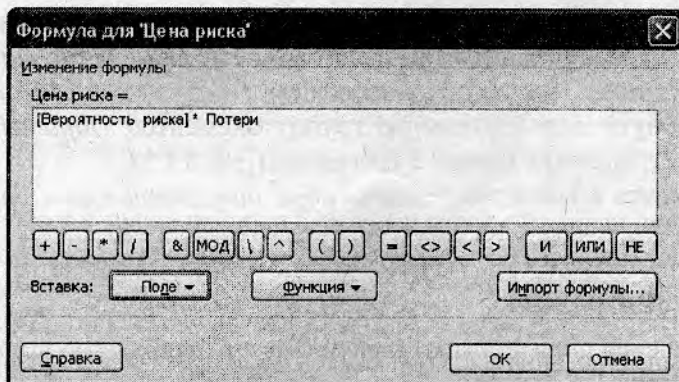 Формула для 'Цена риска'
Изменение формулы
Цена риска =
[Вероятность риска] * Потери
+ - * / & МОД \ ^ ( ) = <> < > И ИЛИ НЕ
Вставка: Поле Функция Импорт формулы...
Справка ОК Отмена